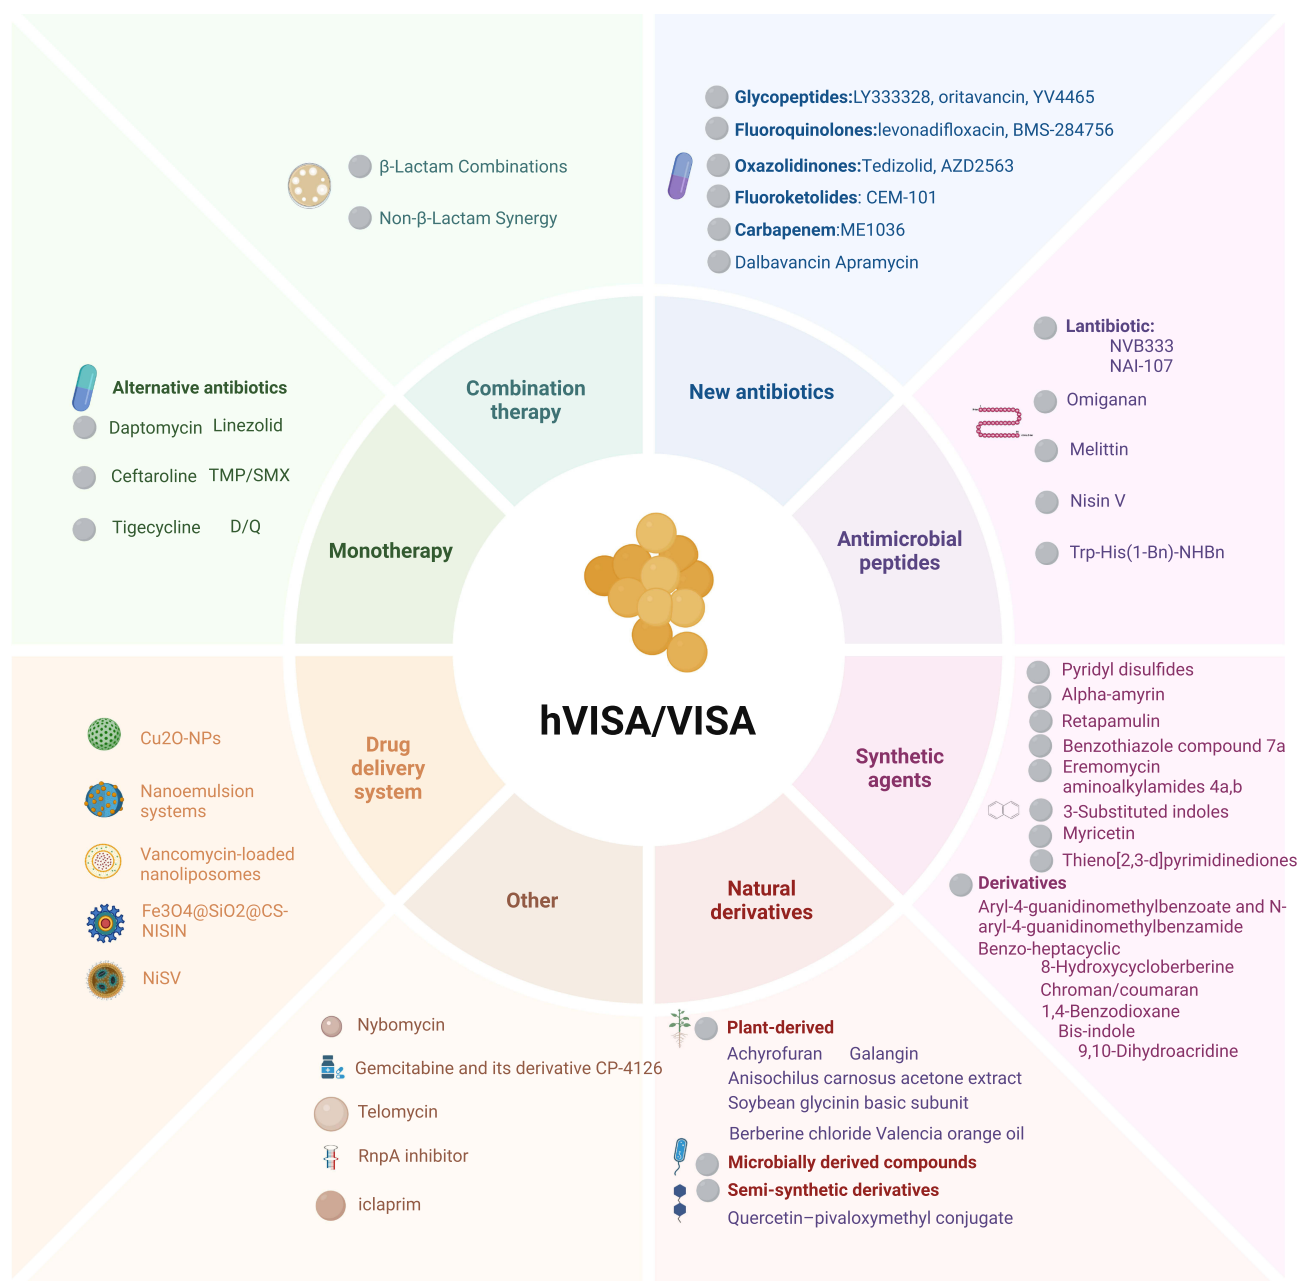 β-Lactam Combinations
Non-β-Lactam Synergy
Glycopeptides:LY333328, oritavancin, YV4465
Fluoroquinolones:levonadifloxacin, BMS-284756
Oxazolidinones:Tedizolid, AZD2563
Fluoroketolides: CEM-101
Carbapenem:ME1036
Dalbavancin Apramycin
Lantibiotic:
NVB333
NAI-107
Omiganan
Melittin
Nisin V
Trp-His(1-Bn)-NHBn
Alternative antibiotics
Daptomycin Linezolid
Ceftaroline TMP/SMX
Tigecycline D/Q
Combination
therapy
New antibiotics
Monotherapy
Antimicrobial
peptides
hVISA/VISA
Drug
delivery
system
Synthetic
agents
Other
Natural
derivatives
Cu2O-NPs
Nanoemulsion
systems
Vancomycin-loaded
nanoliposomes
Fe3O4@SiO2@CS-
NISIN
NiSV
Pyridyl disulfides
Alpha-amyrin
Retapamulin
Benzothiazole compound 7a
Eremomycin
aminoalkylamides 4a,b
3-Substituted indoles
Myricetin
Thieno[2,3-d]pyrimidinediones
Derivatives
Aryl-4-guanidinomethylbenzoate and N-
aryl-4-guanidinomethylbenzamide
Benzo-heptacyclic
8-Hydroxycycloberberine
Chroman/coumaran
1,4-Benzodioxane
Bis-indole
9,10-Dihydroacridine
Nybomycin
Gemcitabine and its derivative CP-4126
Telomycin
RnpA inhibitor
iclaprim
Plant-derived
Achyrofuran Galangin
Anisochilus carnosus acetone extract
Soybean glycinin basic subunit
Berberine chloride Valencia orange oil
Microbially derived compounds
Semi-synthetic derivatives
Quercetin–pivaloxymethyl conjugate